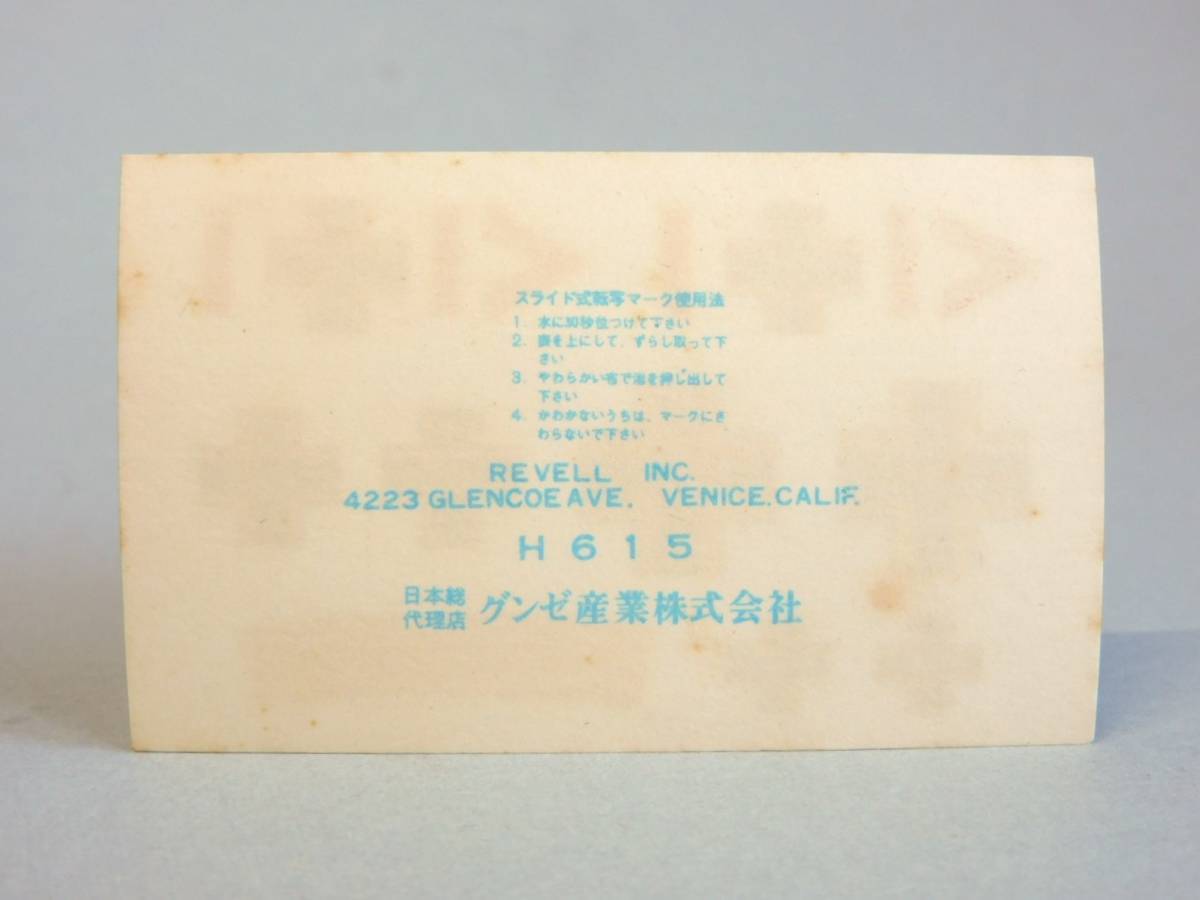 スライド式転写マーク使用法
1. 水に30秒位つけて下さい
2. 面を上にして、ずらし取って下
さい
3. やわらかい布で泡を押し出して
下さい
4. かわかないうちは、マークにさ
わらないで下さい
REVELL INC.
4223 GLENCOE AVE. VENICE. CALIF.
H615
日本総
代理店 グンゼ産業株式会社